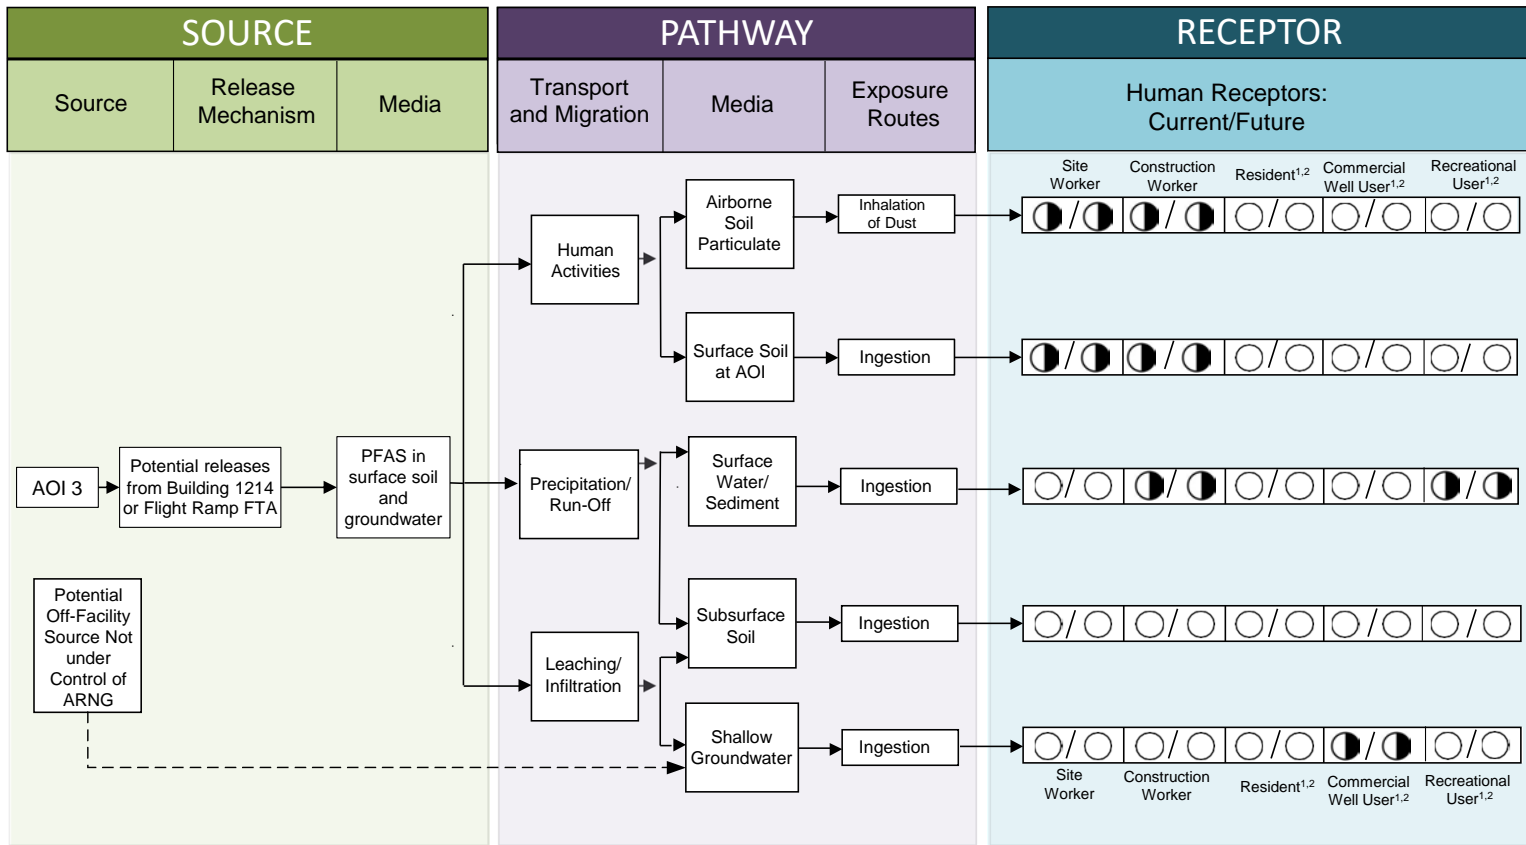 SOURCE
PATHWAY
RECEPTOR
Source
Release
Mechanism
Media
Transport
and Migration
Media
Exposure
Routes
Human Receptors:
Current/Future
Site
Worker
Construction
Worker
Resident1,2
Commercial
Well User1,2
Recreational
User1,2
Airborne
Soil
Particulate
Inhalation
of Dust
/ / / / /
Human
Activities
Surface Soil
at AOI
Ingestion
/ / / / /
AOI 3
Potential releases
from Building 1214
or Flight Ramp FTA
PFAS in
surface soil
and
groundwater
Precipitation/
Run-Off
Surface
Water/
Sediment
Ingestion
/ / / / /
Potential
Off-Facility
Source Not
under
Control of
ARNG
Subsurface
Soil
Ingestion
/ / / / /
Leaching/
Infiltration
Shallow
Groundwater
Ingestion
/ / / / /
Site
Worker
Construction
Worker
Resident1,2
Commercial
Well User1,2
Recreational
User1,2